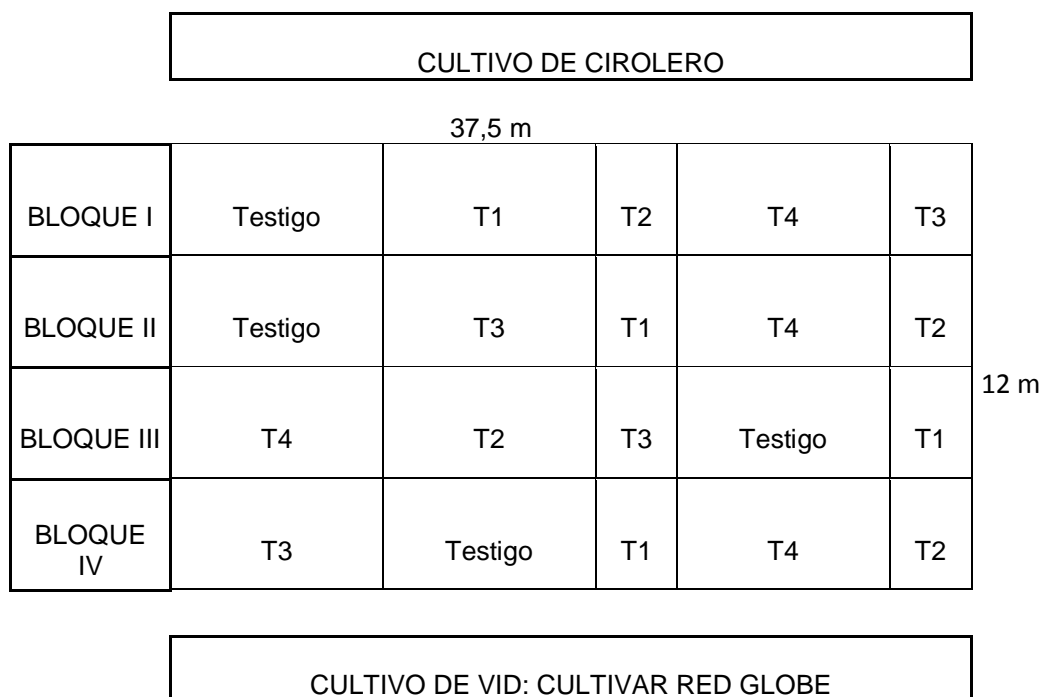 CULTIVO DE CIROLERO
37,5 m
BLOQUE I Testigo T1 T2 T4 T3
BLOQUE II Testigo T3 T1 T4 T2
12 m
BLOQUE III T4 T2 T3 Testigo T1
BLOQUE
IV T3 Testigo T1 T4 T2
CULTIVO DE VID: CULTIVAR RED GLOBE